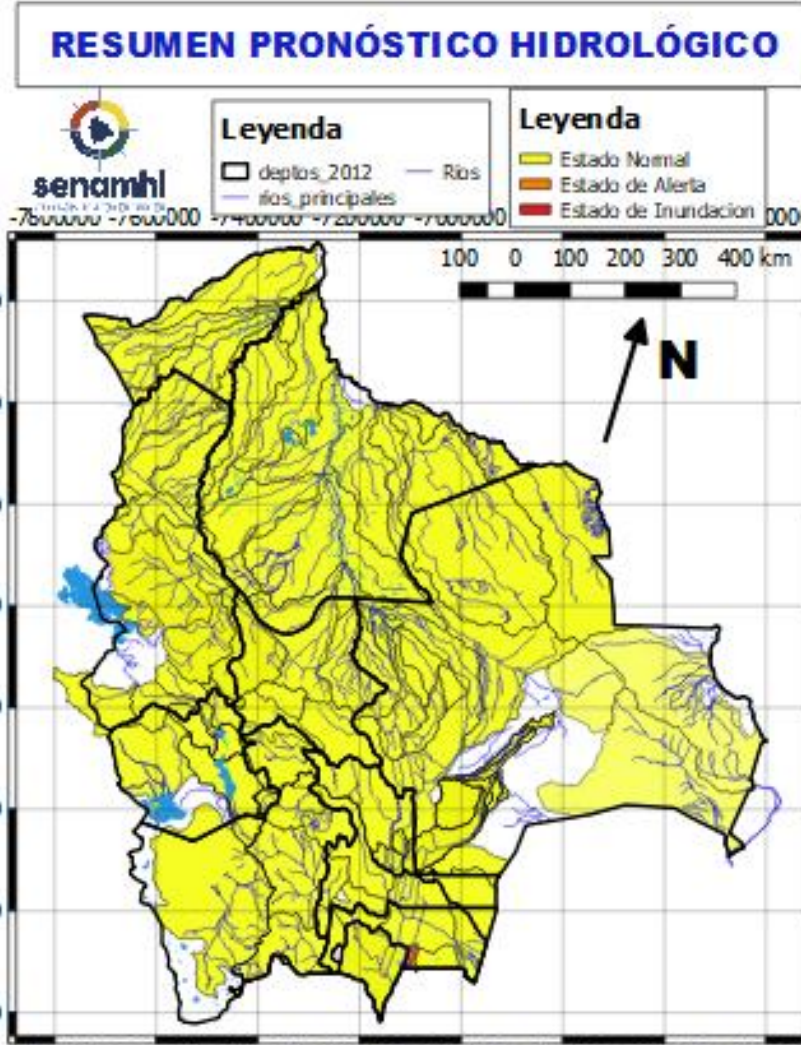 RESUMEN PRONÓSTICO HIDROLÓGICO
senamhi
Leyenda
deptos_2012
Rios
rios_principales
Leyenda
Estado Normal
Estado de Alerta
Estado de Inundacion
-7800000 -7600000 -7400000 -7200000 -7000000
100 0 100 200 300 400 km
N